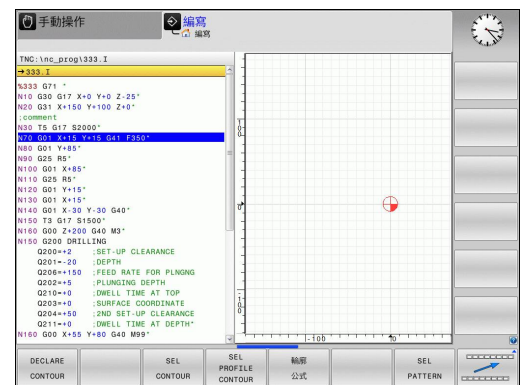 手動操作
編寫
編寫
TNC:\nc_prog\333.I
→333.I
%333 G71 *
N10 G30 G17 X+0 Y+0 Z-25*
N20 G31 X+150 Y+100 Z+0*
;comment
N30 T5 G17 S2000*
N70 G01 X+15 Y+15 G41 F350*
N80 G01 Y+85*
N90 G25 R5*
N100 G01 X+85*
N110 G25 R5*
N120 G01 Y+15*
N130 G01 X+15*
N140 G01 X-30 Y-30 G40*
N150 T3 G17 S1500*
N160 G00 Z+200 G40 M3*
N150 G200 DRILLING
Q200=+2 ;SET-UP CLEARANCE
Q201=-20 ;DEPTH
Q206=+150 ;FEED RATE FOR PLNGNG
Q202=+5 ;PLUNGING DEPTH
Q210=+0 ;DWELL TIME AT TOP
Q203=+0 ;SURFACE COORDINATE
Q204=+50 ;2ND SET-UP CLEARANCE
Q211=+0 ;DWELL TIME AT DEPTH*
N160 G00 X+55 Y+80 G40 M99*
100
0
-100
-100
0
DECLARE
CONTOUR
SEL
CONTOUR
SEL
PROFILE
CONTOUR
輪廓
公式
SEL
PATTERN